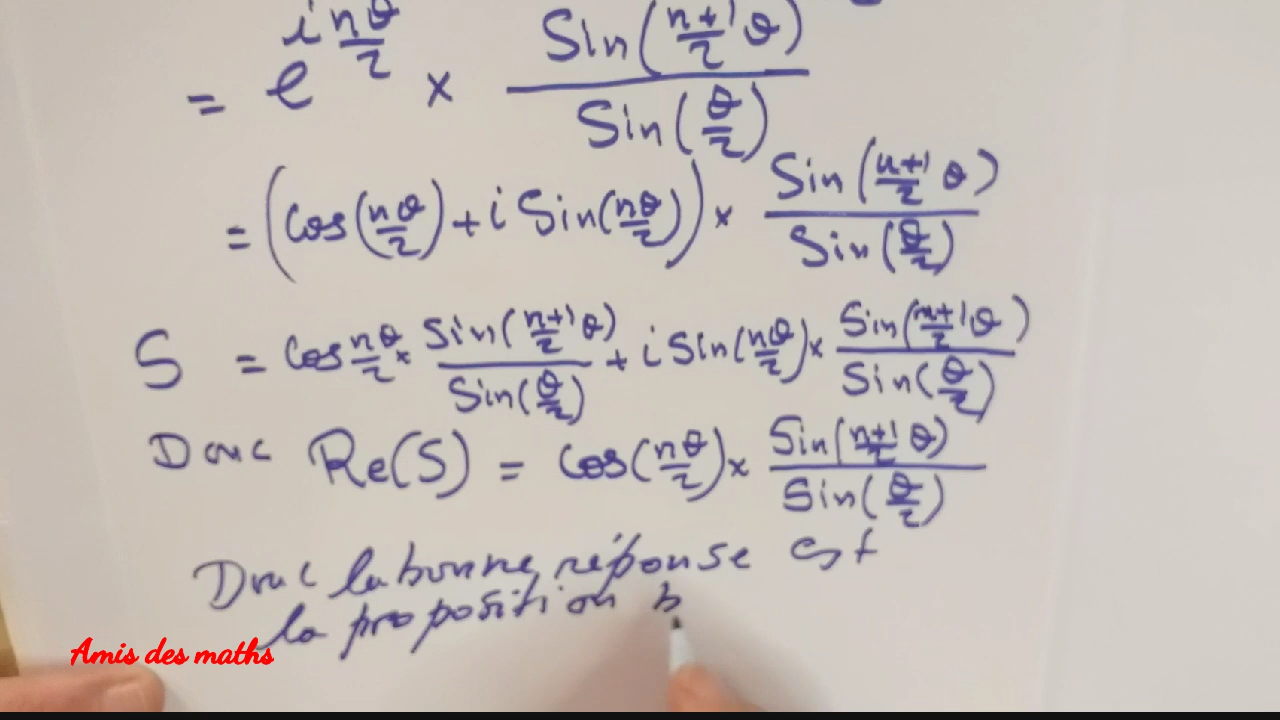 = e^{i nθ/2} × Sin(n+1/2 θ) / Sin(θ/2)
= (Cos(nθ/2) + i Sin(nθ/2)) × Sin(n+1/2 θ) / Sin(θ/2)
S = Cos nθ/2 × Sin(n+1/2 θ) / Sin(θ/2) + i Sin(nθ/2) × Sin(n+1/2 θ) / Sin(θ/2)
Donc Re(S) = Cos(nθ/2) × Sin(n+1/2 θ) / Sin(θ/2)
Donc la bonne réponse est
la proposition b
Amis des maths